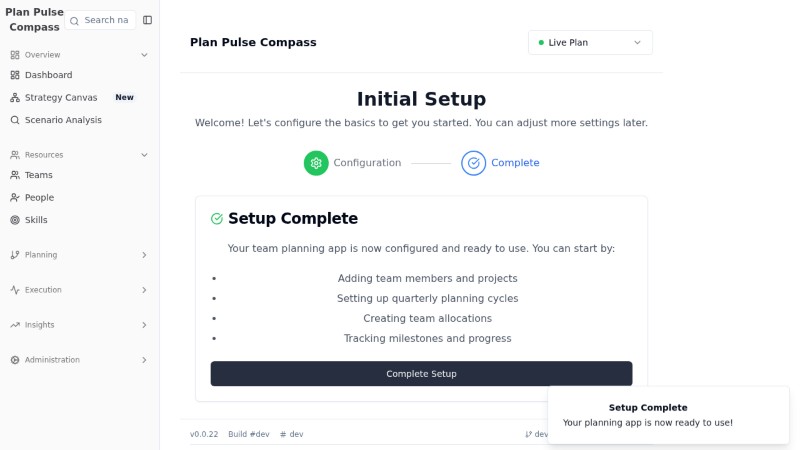 Plan Pulse
Compass
Search na
Overview
Dashboard
Strategy Canvas New
Scenario Analysis
Resources
Teams
People
Skills
Planning
Execution
Insights
Administration
Plan Pulse Compass
Live Plan
Initial Setup
Welcome! Let's configure the basics to get you started. You can adjust more settings later.
Configuration
Complete
Setup Complete
Your team planning app is now configured and ready to use. You can start by:
• Adding team members and projects
• Setting up quarterly planning cycles
• Creating team allocations
• Tracking milestones and progress
Complete Setup
v0.0.22 Build #dev # dev
dev
Setup Complete
Your planning app is now ready to use!